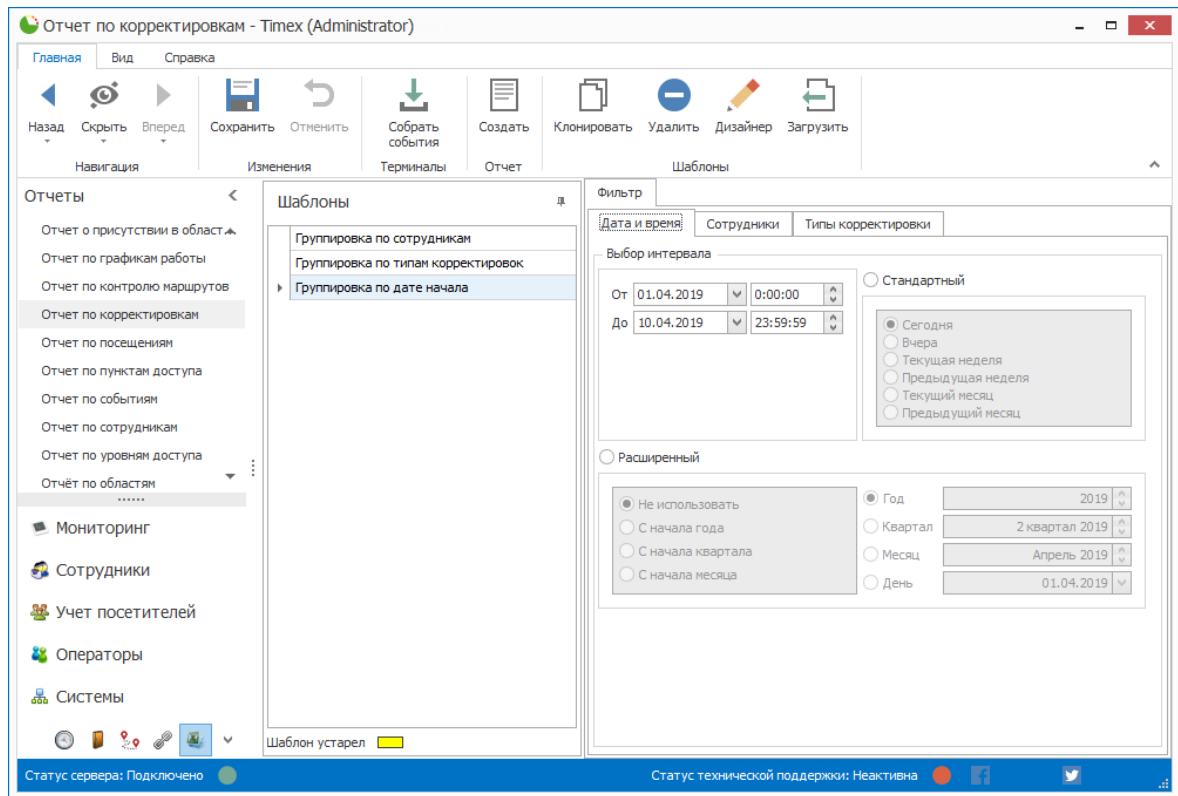 Отчет по корректировкам - Timex (Administrator)
Главная Вид Справка
Назад Скрыть Вперед Сохранить Отменить Собрать события Создать Клонировать Удалить Дизайнер Загрузить
Навигация Изменения Терминалы Отчет Шаблоны
Отчеты
Отчет о присутствии в област
Отчет по графикам работы
Отчет по контролю маршрутов
Отчет по корректировкам
Отчет по посещениям
Отчет по пунктам доступа
Отчет по событиям
Отчет по сотрудникам
Отчет по уровням доступа
Отчёт по областям
Мониторинг
Сотрудники
Учет посетителей
Операторы
Системы
Шаблоны
Группировка по сотрудникам
Группировка по типам корректировок
Группировка по дате начала
Шаблон устарел
Фильтр
Дата и время Сотрудники Типы корректировки
Выбор интервала
От 01.04.2019 0:00:00
До 10.04.2019 23:59:59
Стандартный
Сегодня
Вчера
Текущая неделя
Предыдущая неделя
Текущий месяц
Предыдущий месяц
Расширенный
Не использовать
С начала года
С начала квартала
С начала месяца
Год 2019
Квартал 2 квартал 2019
Месяц Апрель 2019
День 01.04.2019
Статус сервера: Подключено
Статус технической поддержки: Неактивна